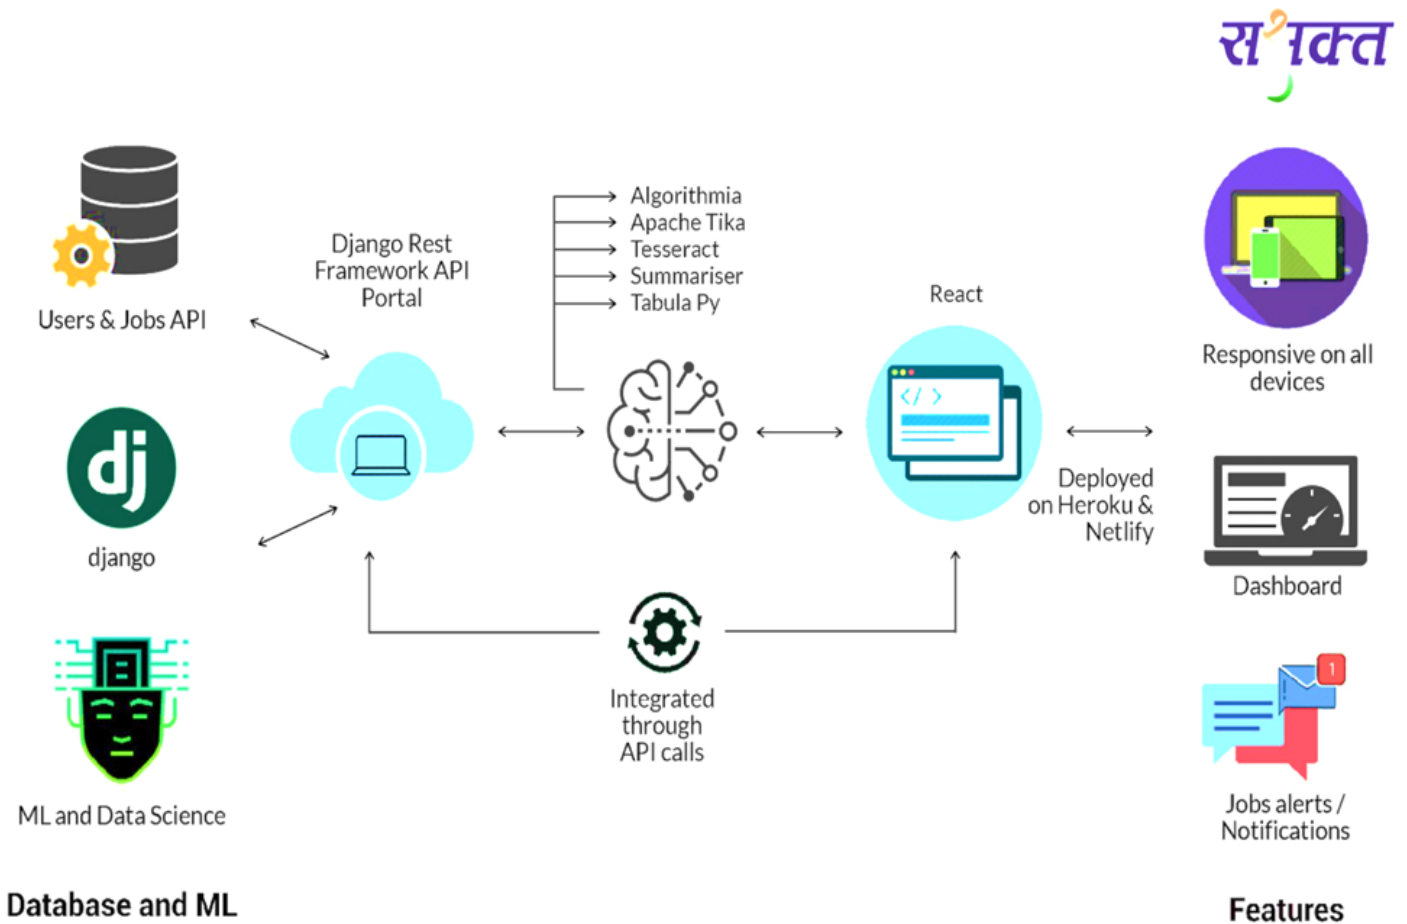 Users & Jobs API
dj
django
ML and Data Science
Database and ML
Django Rest
Framework API
Portal
Algorithmia
Apache Tika
Tesseract
Summariser
Tabula Py
Integrated
through
API calls
React
</>
Deployed
on Heroku &
Netlify
Responsive on all
devices
Dashboard
1
Jobs alerts /
Notifications
Features